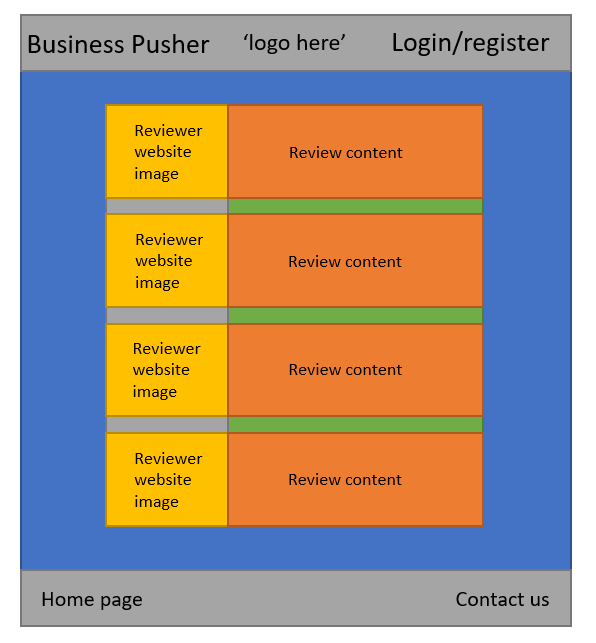 Business Pusher ‘logo here’ Login/register
Reviewer
website
image
Review content
Reviewer
website
image
Review content
Reviewer
website
image
Review content
Reviewer
website
image
Review content
Home page Contact us